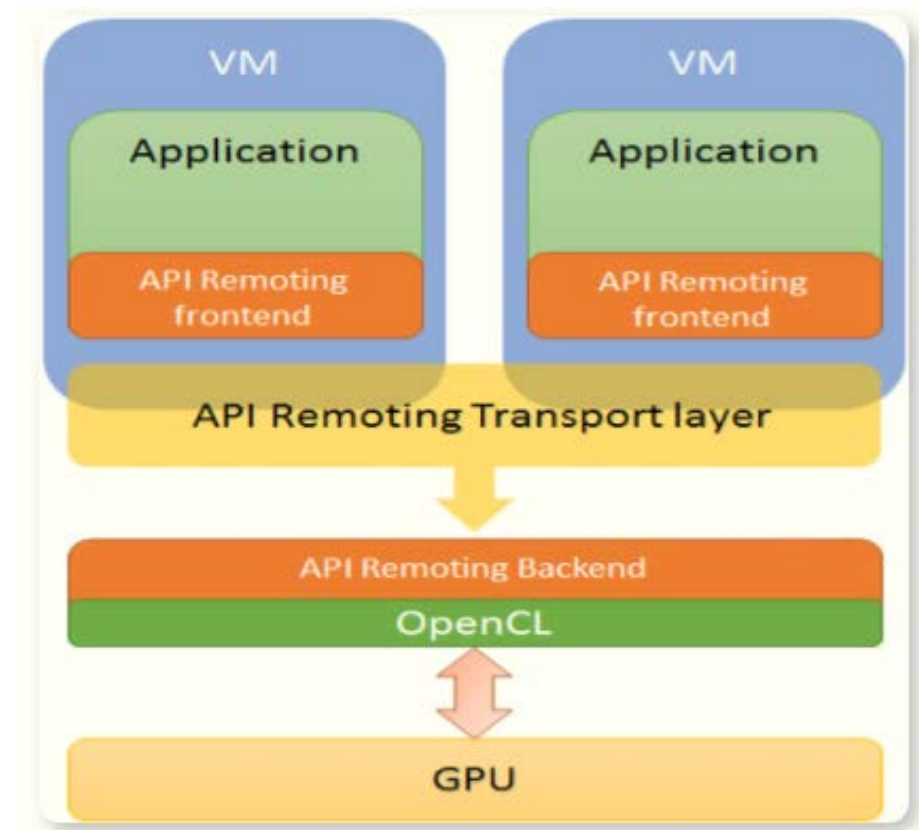 VM
VM
Application
Application
API Remoting
frontend
API Remoting
frontend
API Remoting Transport layer
API Remoting Backend
OpenCL
GPU